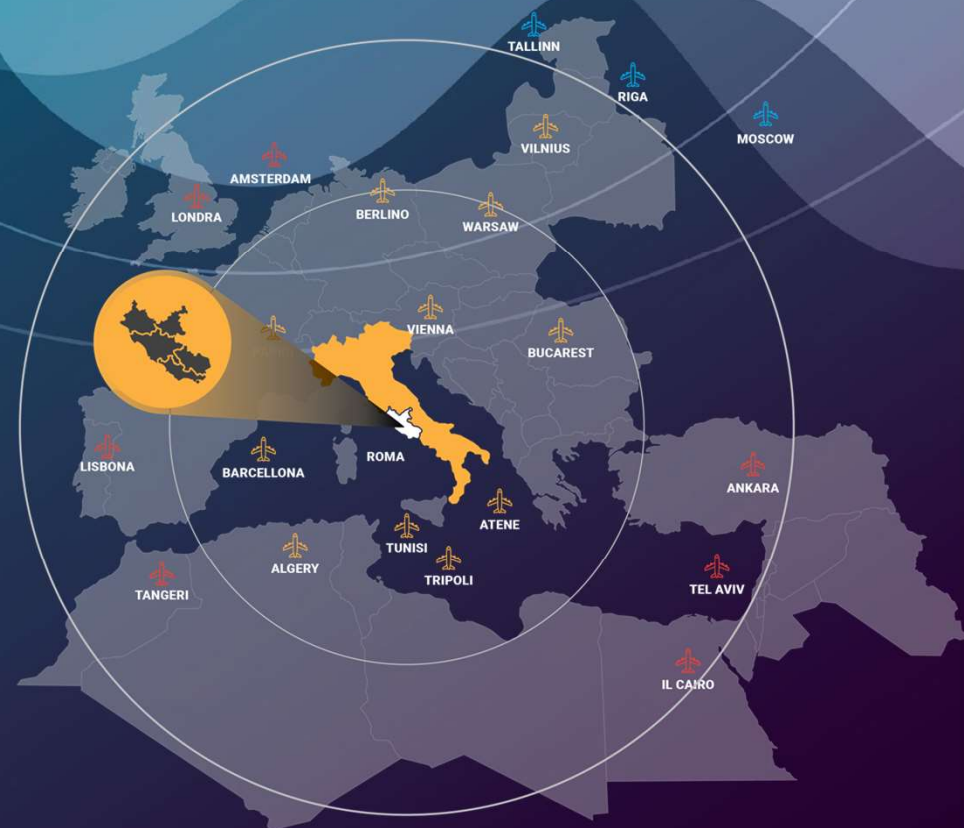 TALLINN
RIGA
MOSCOW
VILNIUS
AMSTERDAM
LONDRA
BERLINO
WARSAW
VIENNA
BUCAREST
LISBONA
BARCELLONA
ROMA
ANKARA
ATENE
TUNISI
ALGERY
TRIPOLI
TANGERI
TEL AVIV
IL CAIRO